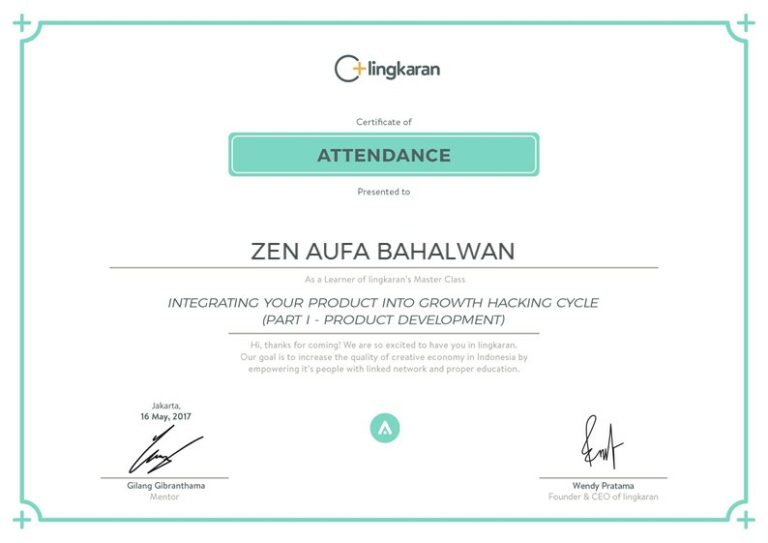 lingkaran
Certificate of
ATTENDANCE
Presented to
ZEN AUFA BAHALWAN
As a Learner of lingkaran's Master Class
INTEGRATING YOUR PRODUCT INTO GROWTH HACKING CYCLE
(PART I - PRODUCT DEVELOPMENT)
Hi, thanks for coming! We are so excited to have you in lingkaran.
Our goal is to increase the quality of creative economy in Indonesia by
empowering it's people with linked network and proper education.
Jakarta,
16 May, 2017
Gilang Gibranthama
Mentor
Wendy Pratama
Founder & CEO of lingkaran